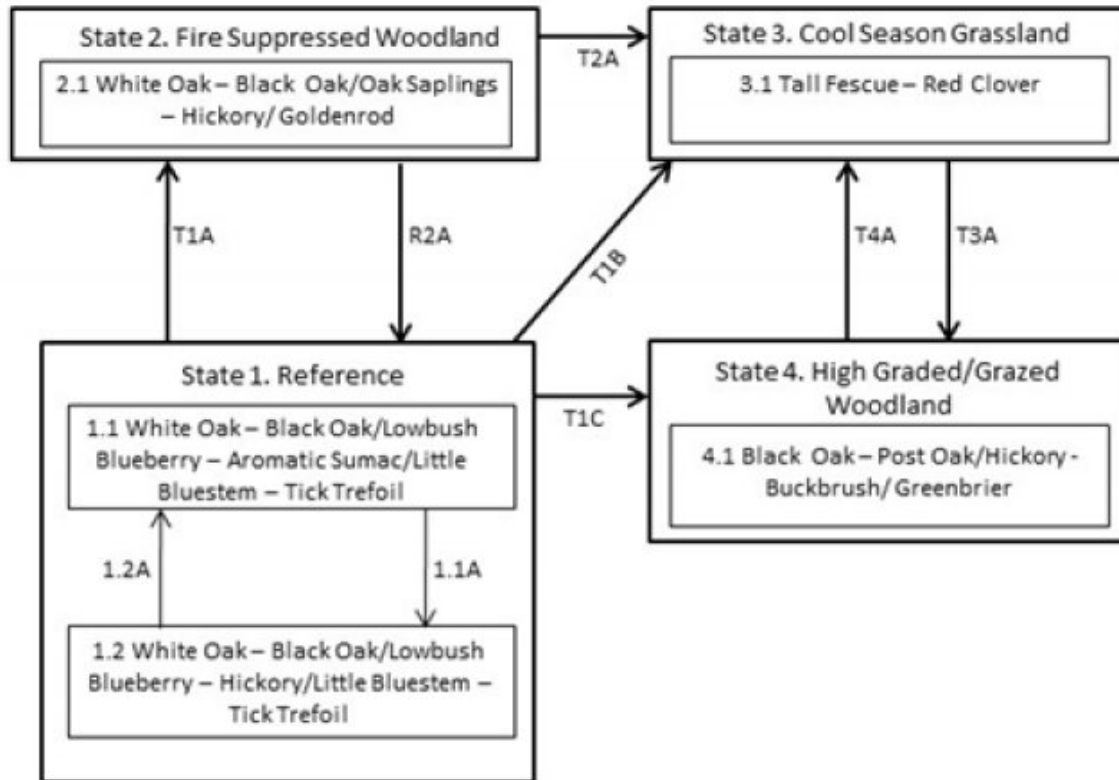 State 2. Fire Suppressed Woodland
2.1 White Oak – Black Oak/Oak Saplings
– Hickory/ Goldenrod
T2A
State 3. Cool Season Grassland
3.1 Tall Fescue – Red Clover
T1A
R2A
T1B
T4A
T3A
State 1. Reference
1.1 White Oak – Black Oak/Lowbush
Blueberry – Aromatic Sumac/Little
Bluestem – Tick Trefoil
1.2A
1.1A
1.2 White Oak – Black Oak/Lowbush
Blueberry – Hickory/Little Bluestem –
Tick Trefoil
T1C
State 4. High Graded/Grazed
Woodland
4.1 Black Oak – Post Oak/Hickory -
Buckbrush/ Greenbrier